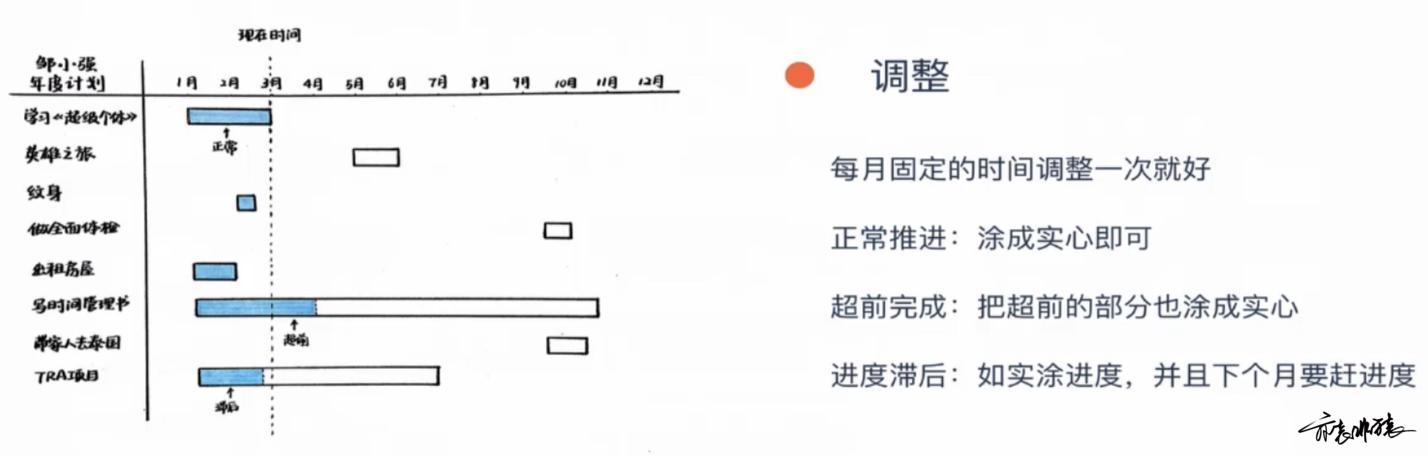 现在时间
邹小强
年度计划
1月 2月 3月 4月 5月 6月 7月 8月 9月 10月 11月 12月
学习《超级个体》
正常
英雄之旅
纹身
做全面体检
出租房屋
写时间管理书
超前
带家人去泰国
TRA项目
滞后
调整
每月固定的时间调整一次就好
正常推进：涂成实心即可
超前完成：把超前的部分也涂成实心
进度滞后：如实涂进度，并且下个月要赶进度